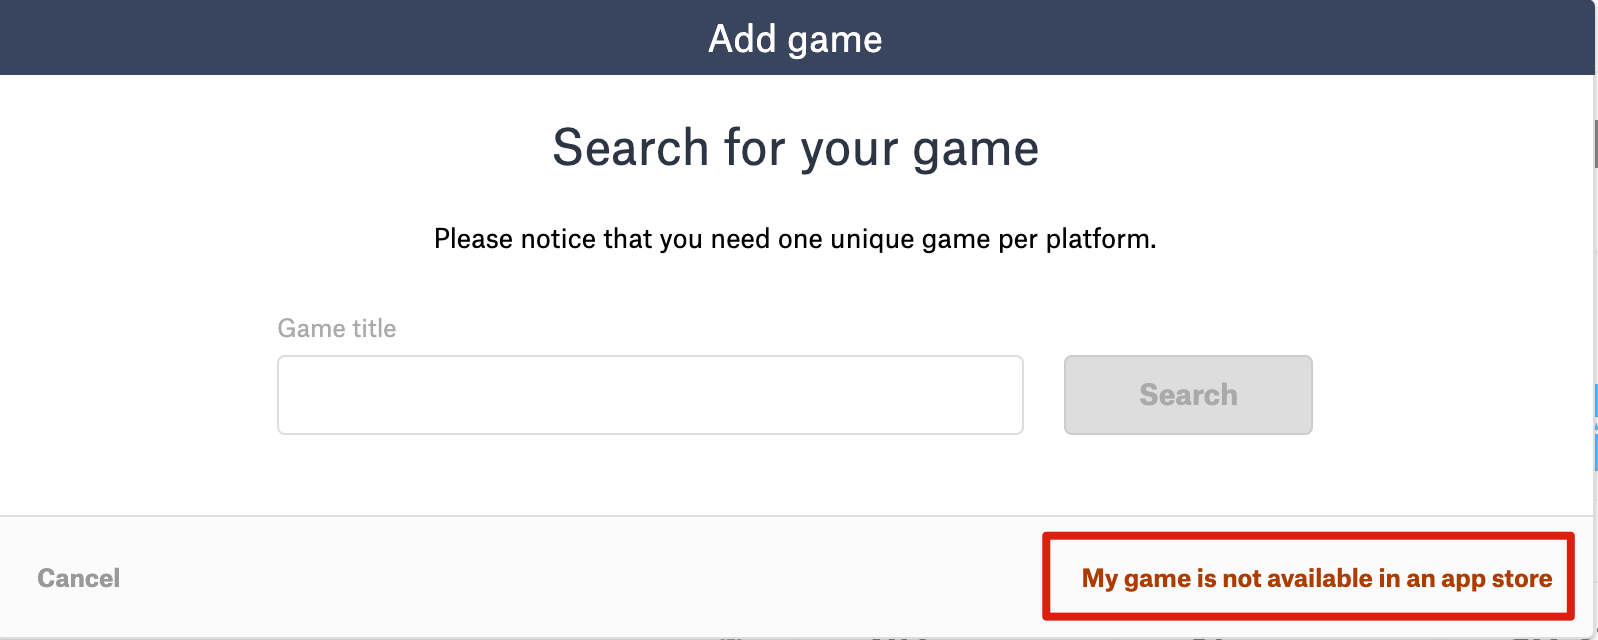 Add game
Search for your game
Please notice that you need one unique game per platform.
Game title
Search
Cancel
My game is not available in an app store